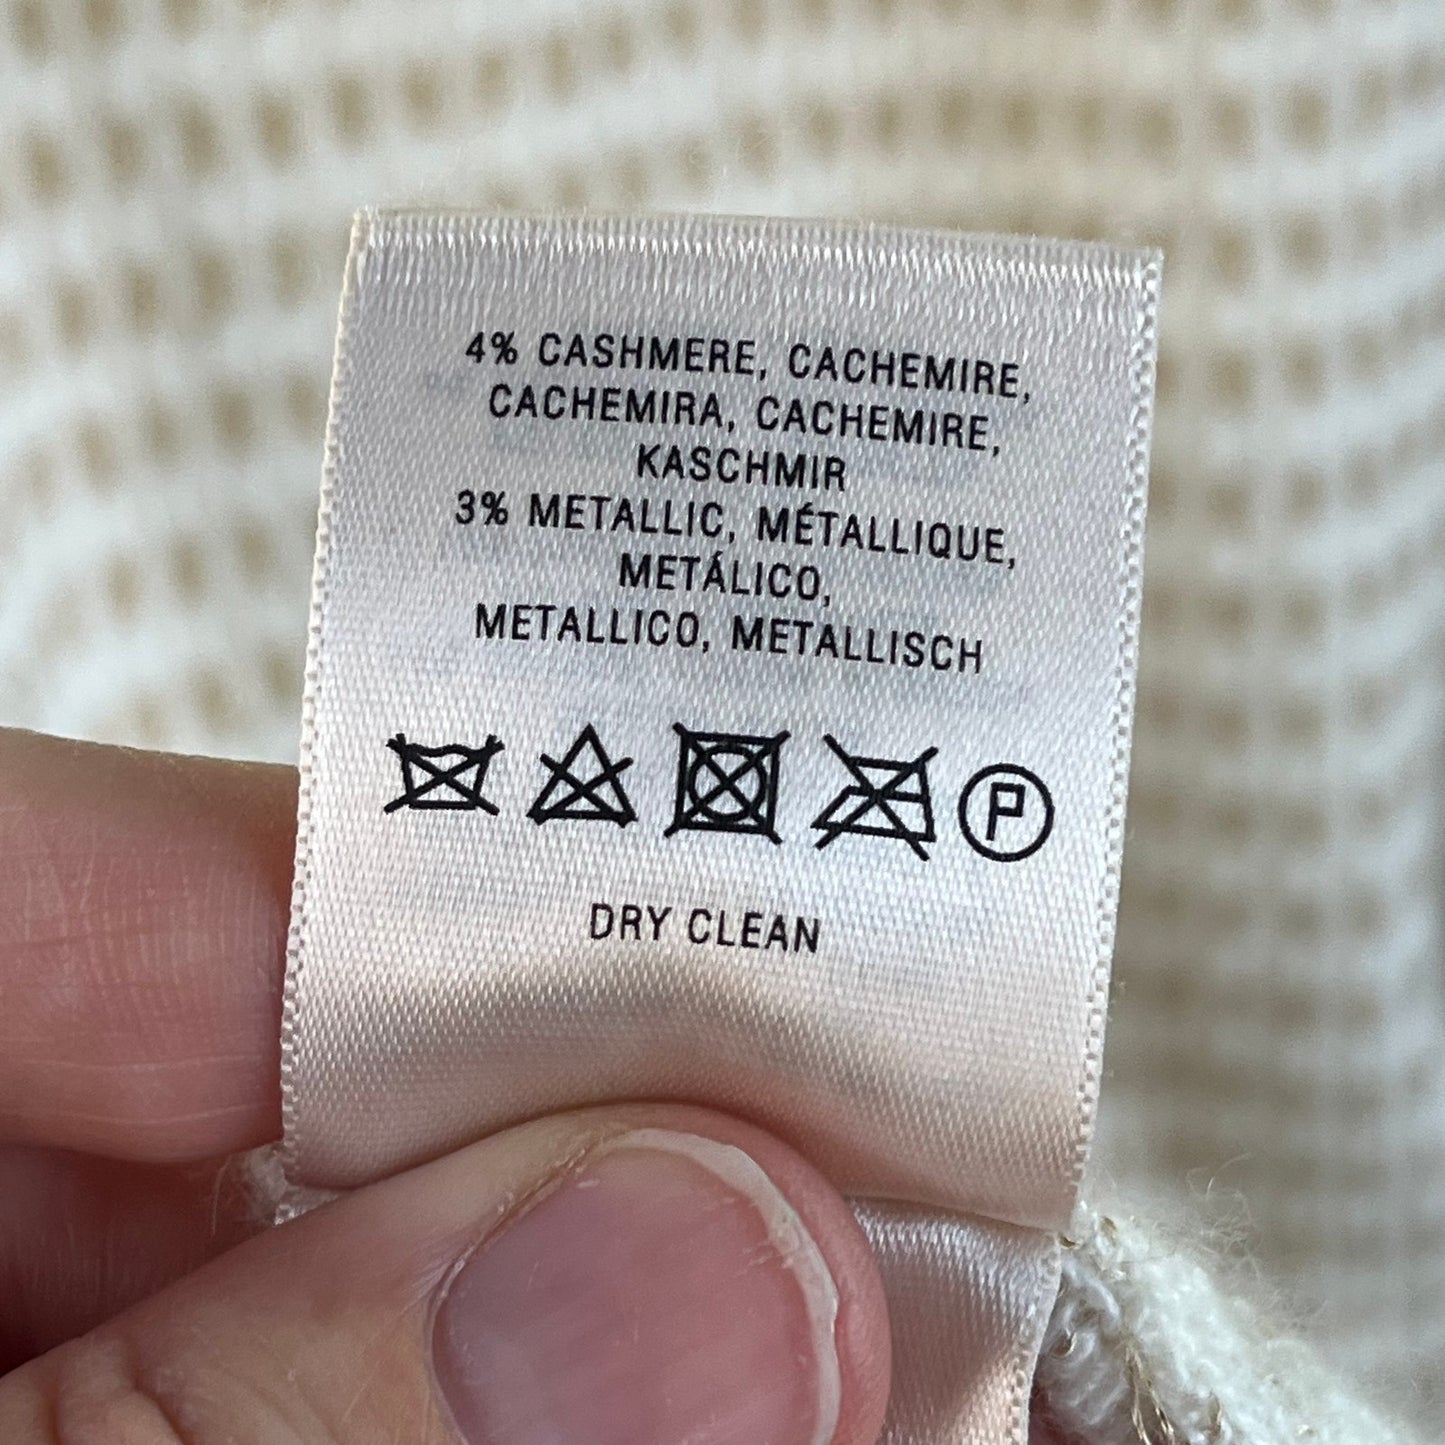 4% CASHMERE, CACHEMIRE,
CACHEMIRA, CACHEMIRE,
KASCHMIR
3% METALLIC, MÉTALLIQUE,
METÁLICO,
METALLICO, METALLISCH
P
DRY CLEAN